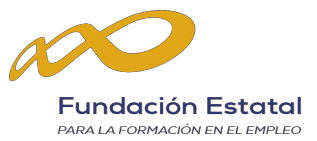 Fundación Estatal
PARA LA FORMACIÓN EN EL EMPLEO